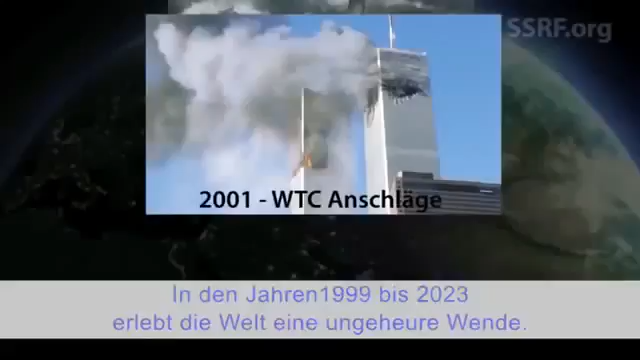 SSRF.org
2001 - WTC Anschläge
In den Jahren1999 bis 2023
erlebt die Welt eine ungeheure Wende.